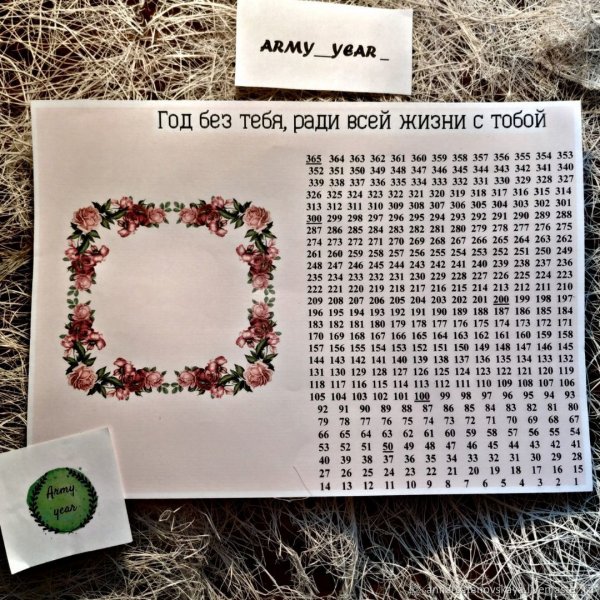 ARMY_YEAR_
Год без тебя, ради всей жизни с тобой
365 364 363 362 361 360 359 358 357 356 355 354 353
352 351 350 349 348 347 346 345 344 343 342 341 340
339 338 337 336 335 334 333 332 331 330 329 328 327
326 325 324 323 322 321 320 319 318 317 316 315 314
313 312 311 310 309 308 307 306 305 304 303 302 301
300 299 298 297 296 295 294 293 292 291 290 289 288
287 286 285 284 283 282 281 280 279 278 277 276 275
274 273 272 271 270 269 268 267 266 265 264 263 262
261 260 259 258 257 256 255 254 253 252 251 250 249
248 247 246 245 244 243 242 241 240 239 238 237 236
235 234 233 232 231 230 229 228 227 226 225 224 223
222 221 220 219 218 217 216 215 214 213 212 211 210
209 208 207 206 205 204 203 202 201 200 199 198 197
196 195 194 193 192 191 190 189 188 187 186 185 184
183 182 181 180 179 178 177 176 175 174 173 172 171
170 169 168 167 166 165 164 163 162 161 160 159 158
157 156 155 154 153 152 151 150 149 148 147 146 145
144 143 142 141 140 139 138 137 136 135 134 133 132
131 130 129 128 127 126 125 124 123 122 121 120 119
118 117 116 115 114 113 112 111 110 109 108 107 106
105 104 103 102 101 100 99 98 97 96 95 94 93
92 91 90 89 88 87 86 85 84 83 82 81 80
79 78 77 76 75 74 73 72 71 70 69 68 67
66 65 64 63 62 61 60 59 58 57 56 55 54
53 52 51 50 49 48 47 46 45 44 43 42 41
40 39 38 37 36 35 34 33 32 31 30 29 28
27 26 25 24 23 22 21 20 19 18 17 16 15
14 13 12 11 10 9 8 7 6 5 4 3 2 1
Army
year